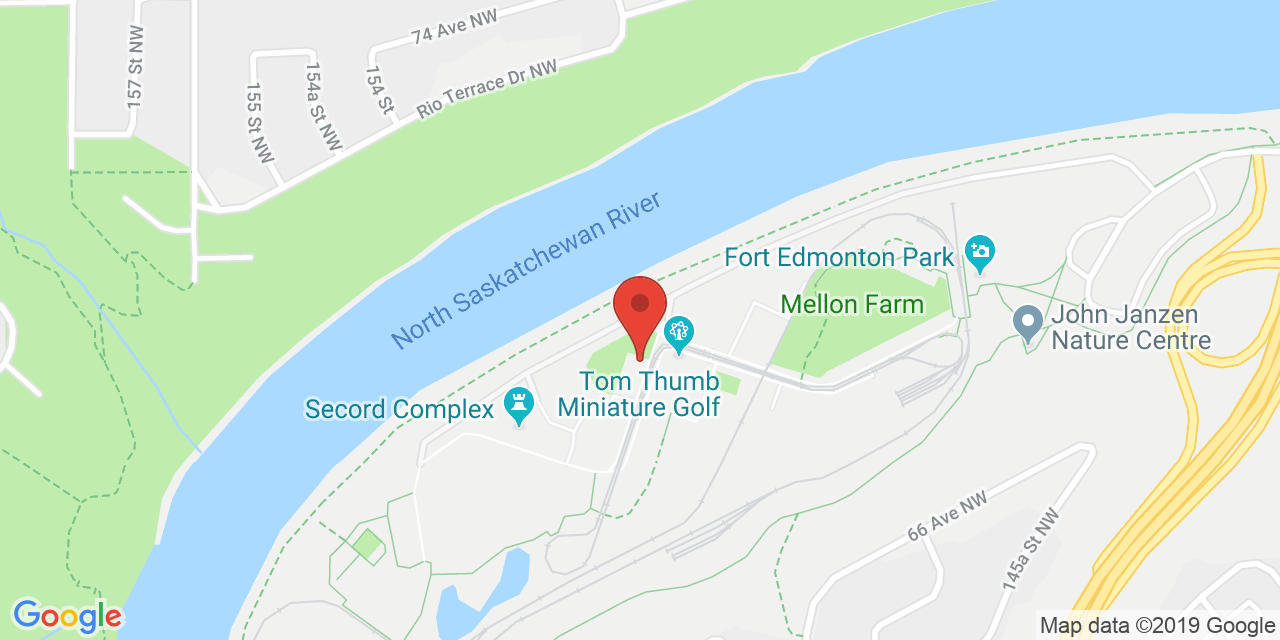 74 Ave NW
157 St NW
154a St NW
154 St
Rio Terrace Dr NW
155 St NW
North Saskatchewan River
Fort Edmonton Park
Mellon Farm
John Janzen
Nature Centre
Tom Thumb
Miniature Golf
Secord Complex
66 Ave NW
145a St NW
Google
Map data ©2019 Google